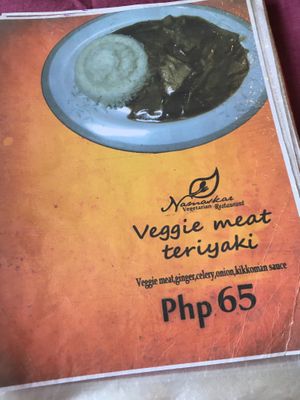 Namaskar
Vegetarian Restaurant
Veggie meat
teriyaki
Veggie meat,ginger,celery,onion,kikkoman sauce
Php 65